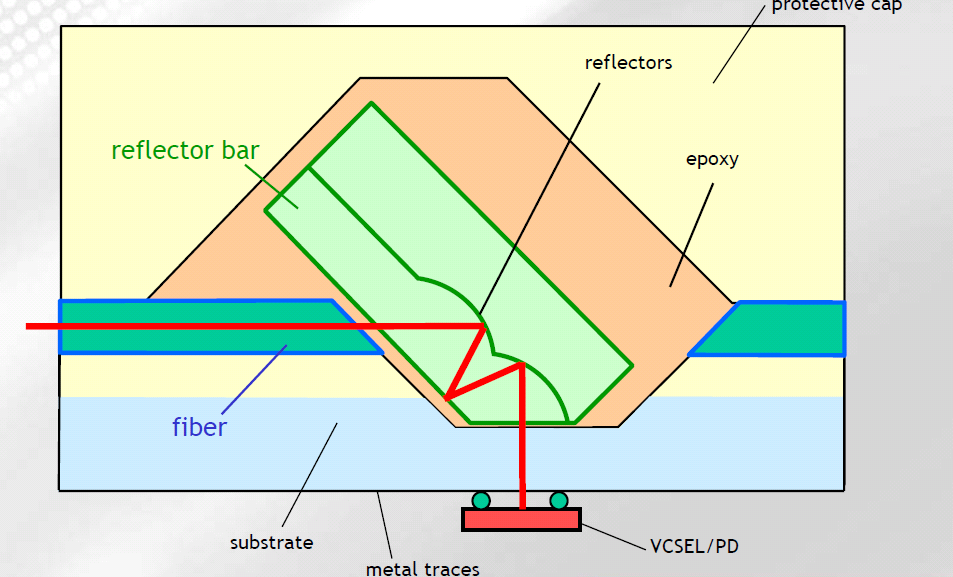 protective cap
reflectors
reflector bar
epoxy
fiber
substrate
VCSEL/PD
metal traces